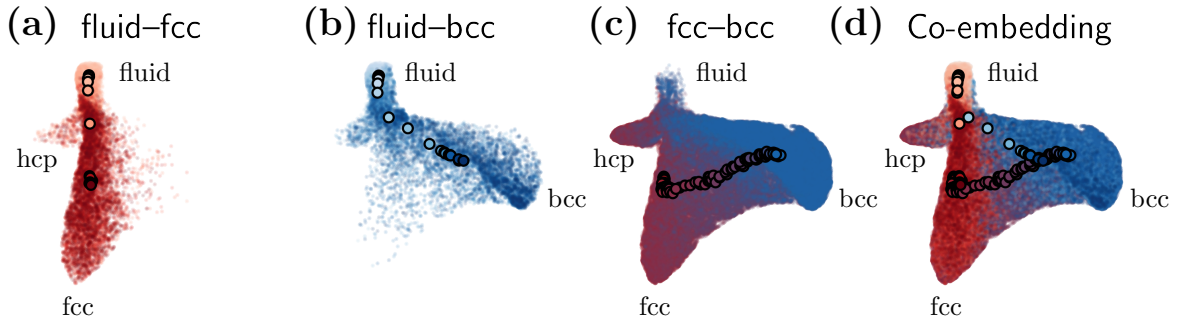 (a) fluid–fcc
fluid
hcp
fcc
(b) fluid–bcc
fluid
bcc
(c) fcc–bcc
fluid
hcp
bcc
fcc
(d) Co-embedding
fluid
hcp
bcc
fcc